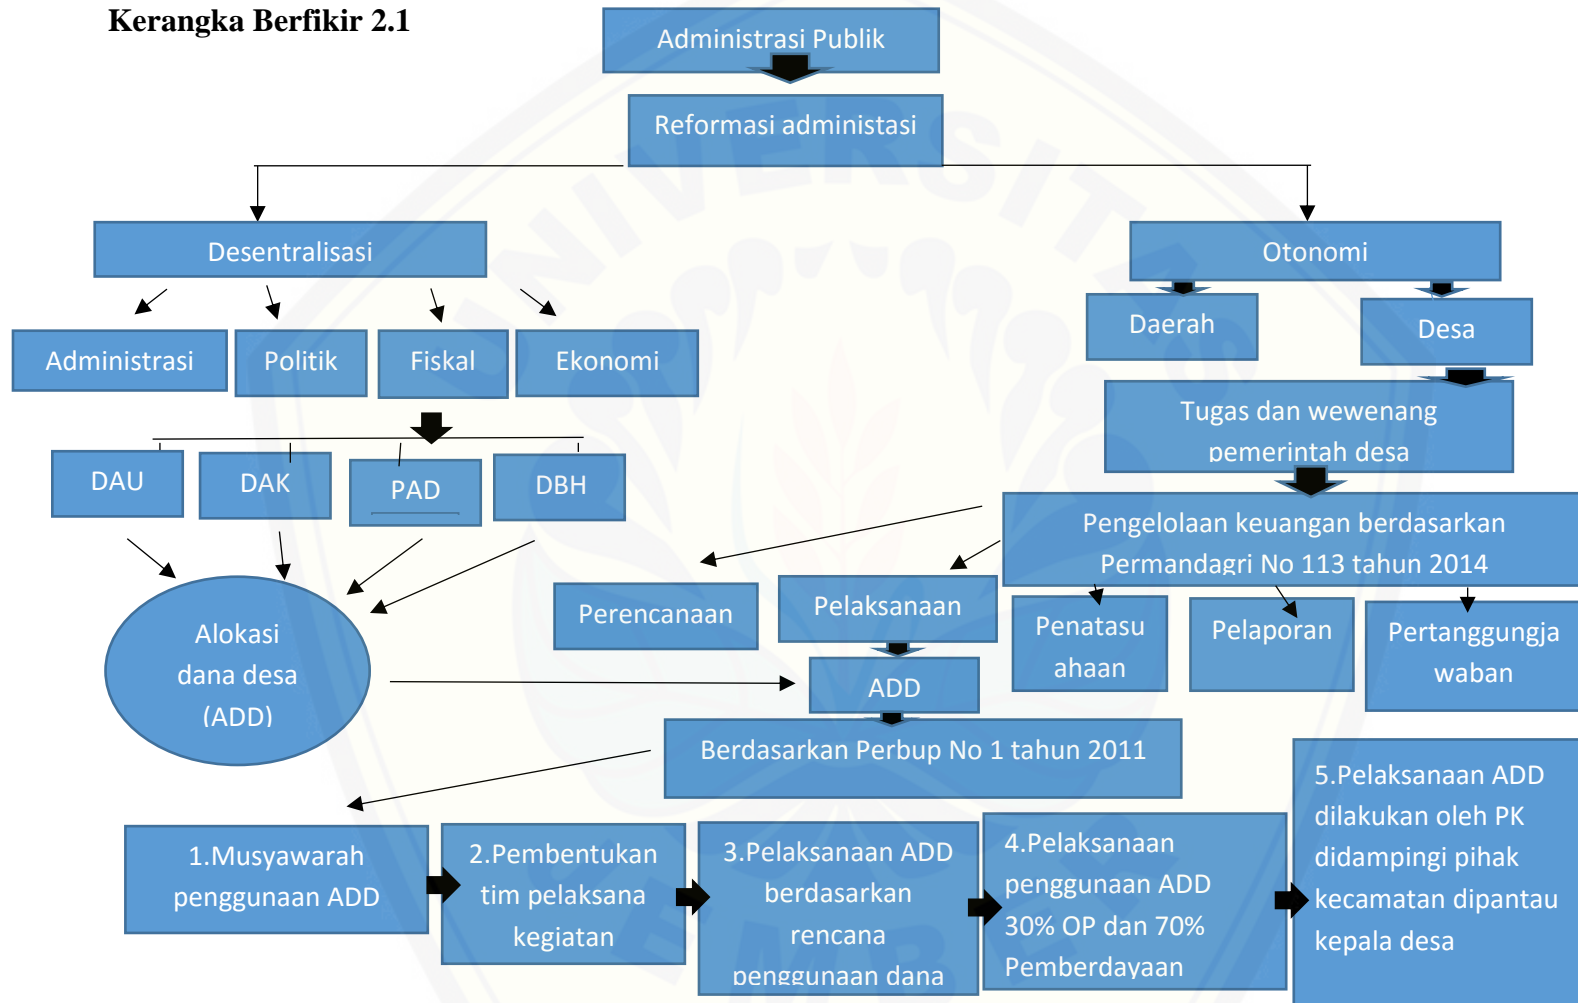 Kerangka Berfikir 2.1
Administrasi Publik
Reformasi administasi
Desentralisasi
Otonomi
Daerah
Desa
Administrasi
Politik
Fiskal
Ekonomi
Tugas dan wewenang
pemerintah desa
DAU
DAK
PAD
DBH
Pengelolaan keuangan berdasarkan
Permandagri No 113 tahun 2014
Perencanaan
Pelaksanaan
Penatasu
ahaan
Pelaporan
Pertanggungja
waban
Alokasi
dana desa
(ADD)
ADD
Berdasarkan Perbup No 1 tahun 2011
1.Musyawarah
penggunaan ADD
2.Pembentukan
tim pelaksana
kegiatan
3.Pelaksanaan ADD
berdasarkan
rencana
penggunaan dana
4.Pelaksanaan
penggunaan ADD
30% OP dan 70%
Pemberdayaan
5.Pelaksanaan ADD
dilakukan oleh PK
didampingi pihak
kecamatan dipantau
kepala desa
UNIVERSITAS
JEMBER